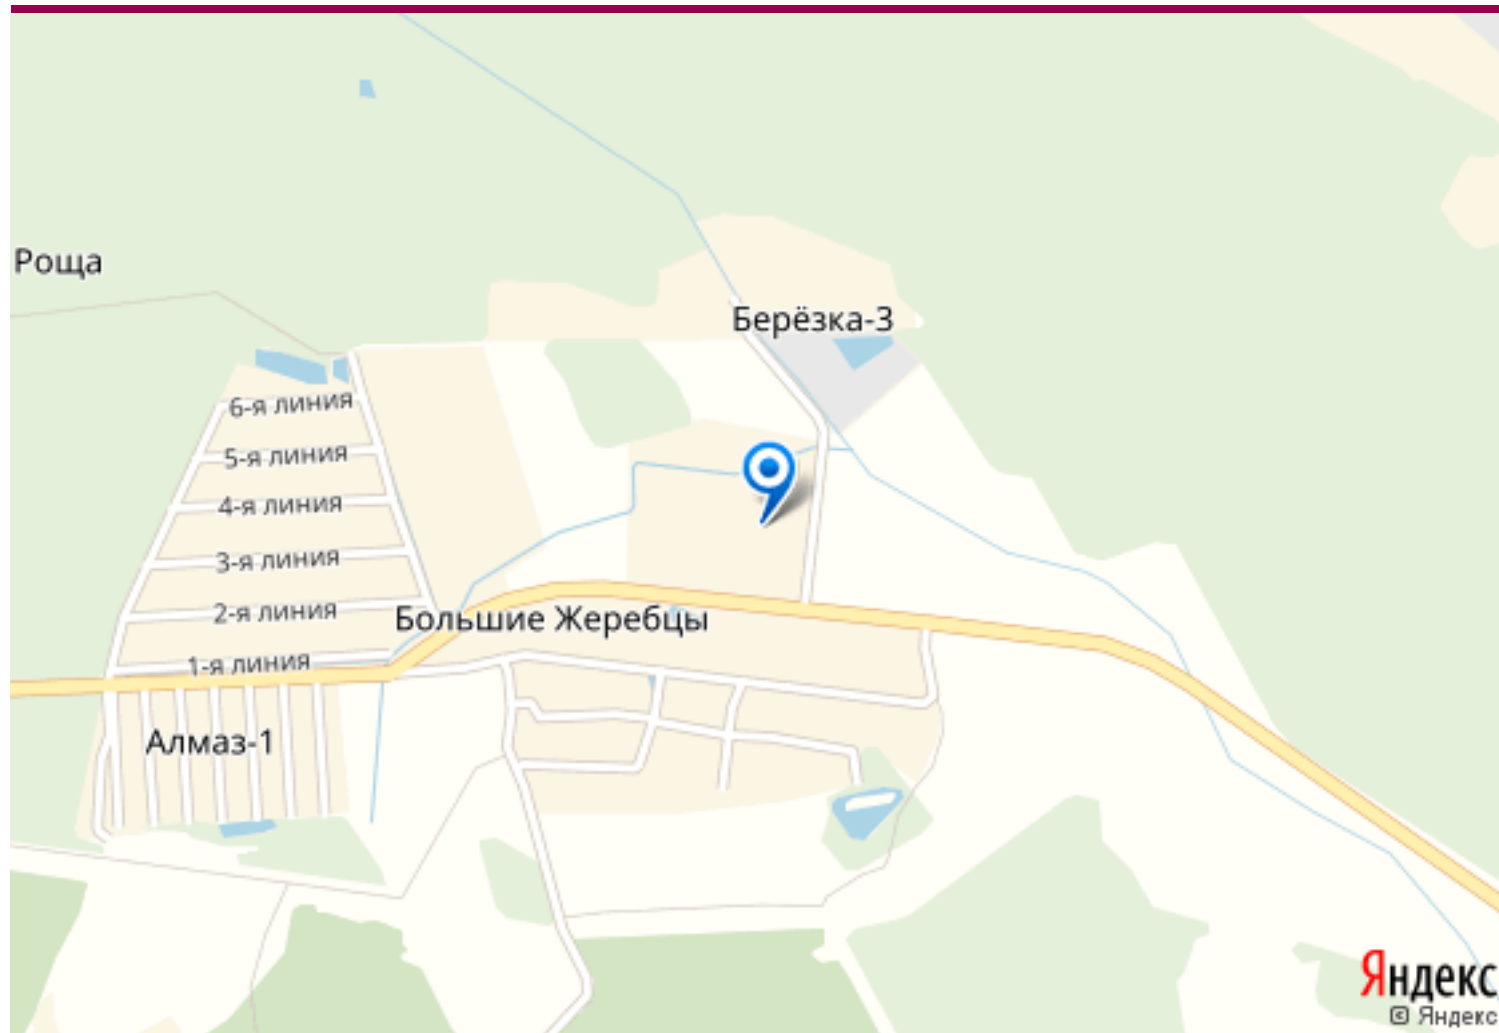 Роща
Берёзка-3
6-я линия
5-я линия
4-я линия
3-я линия
2-я линия
Большие Жеребцы
1-я линия
Алмаз-1
Яндекс
© Яндекс